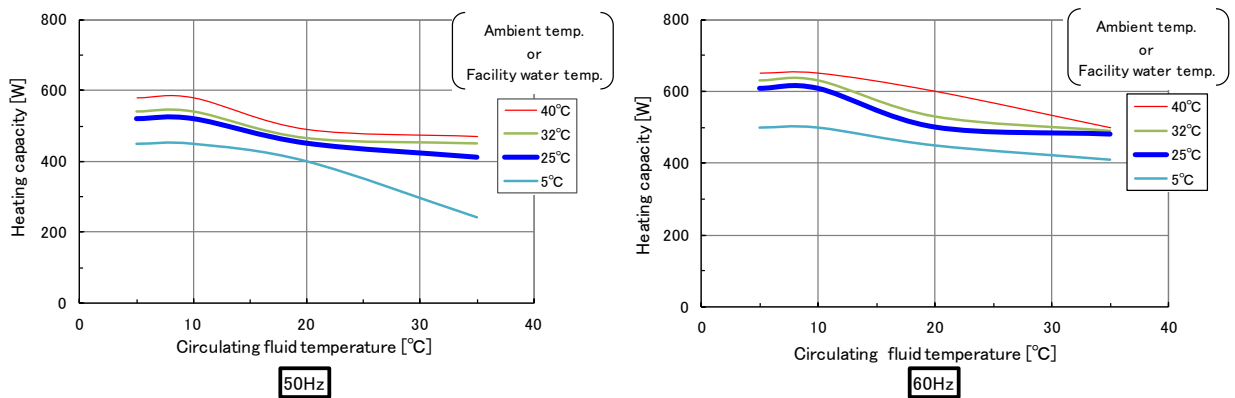 800
600
400
200
0
Heating capacity [W]
Ambient temp.
or
Facility water temp.
40℃
32℃
25℃
5℃
0 10 20 30 40
Circulating fluid temperature [℃]
50Hz
800
600
400
200
0
Heating capacity [W]
Ambient temp.
or
Facility water temp.
40℃
32℃
25℃
5℃
0 10 20 30 40
Circulating fluid temperature [℃]
60Hz